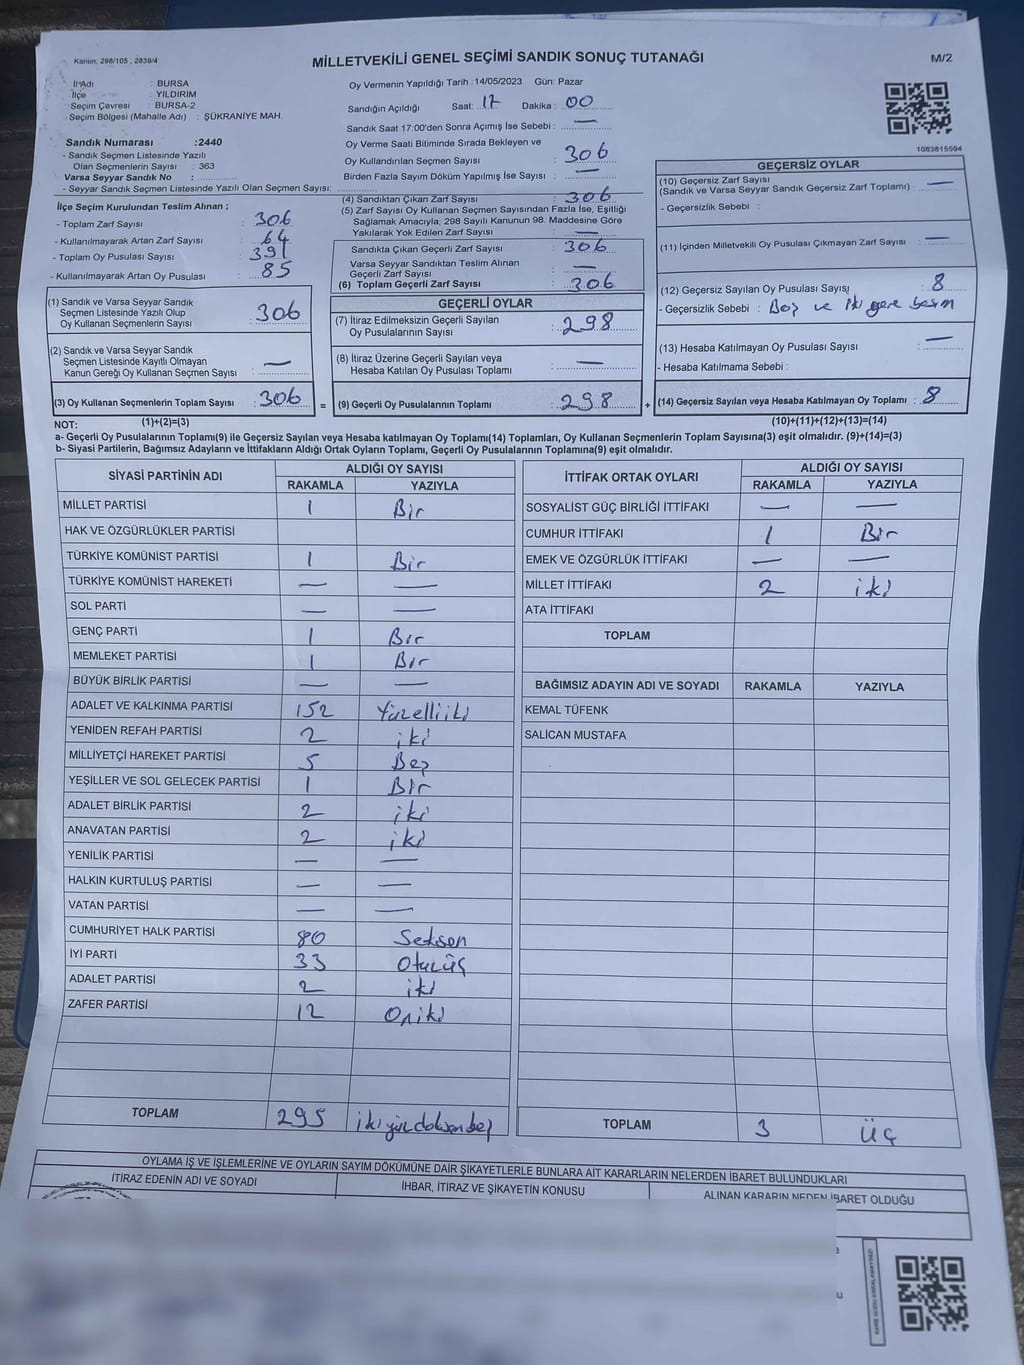 Kanun: 298/105 , 2839/4
MİLLETVEKİLİ GENEL SEÇİMİ SANDIK SONUÇ TUTANAĞI
M/2
İl Adı : BURSA
İlçe : YILDIRIM
Seçim Çevresi : BURSA-2
Seçim Bölgesi (Mahalle Adı) : ŞÜKRANİYE MAH.
Sandık Numarası :2440
- Sandık Seçmen Listesinde Yazılı
Olan Seçmenlerin Sayısı : 363
Varsa Seyyar Sandık No :
- Seyyar Sandık Seçmen Listesinde Yazılı Olan Seçmen Sayısı:
Oy Vermenin Yapıldığı Tarih :14/05/2023 Gün: Pazar
Sandığın Açıldığı Saat: 17 Dakika : 00
Sandık Saat 17:00'den Sonra Açımış İse Sebebi : —
Oy Verme Saati Bitiminde Sırada Bekleyen ve
Oy Kullandırılan Seçmen Sayısı : 306
Birden Fazla Sayım Döküm Yapılmış İse Sayısı : —
1083815594
İlçe Seçim Kurulundan Teslim Alınan ;
- Toplam Zarf Sayısı : 306
- Kullanılmayarak Artan Zarf Sayısı : 64
- Toplam Oy Pusulası Sayısı : 391
- Kullanılmayarak Artan Oy Pusulası : 85
(4) Sandıktan Çıkan Zarf Sayısı : 306
(5) Zarf Sayısı Oy Kullanan Seçmen Sayısından Fazla İse, Eşitliği
Sağlamak Amacıyla, 298 Sayılı Kanunun 98. Maddesine Göre
Yakılarak Yok Edilen Zarf Sayısı : —
Sandıkta Çıkan Geçerli Zarf Sayısı : 306
Varsa Seyyar Sandıktan Teslim Alınan
Geçerli Zarf Sayısı : —
(6) Toplam Geçerli Zarf Sayısı : 306
GEÇERSİZ OYLAR
(10) Geçersiz Zarf Sayısı
(Sandık ve Varsa Seyyar Sandık Geçersiz Zarf Toplamı) : —
- Geçersizlik Sebebi :
(11) İçinden Milletvekili Oy Pusulası Çıkmayan Zarf Sayısı : —
(12) Geçersiz Sayılan Oy Pusulası Sayısı : 8
- Geçersizlik Sebebi : Boş ve iki yere basım
(13) Hesaba Katılmayan Oy Pusulası Sayısı : —
- Hesaba Katılmama Sebebi :
(14) Geçersiz Sayılan veya Hesaba Katılmayan Oy Toplamı : 8
(10)+(11)+(12)+(13)=(14)
(1) Sandık ve Varsa Seyyar Sandık
Seçmen Listesinde Yazılı Olup
Oy Kullanan Seçmenlerin Sayısı : 306
(2) Sandık ve Varsa Seyyar Sandık
Seçmen Listesinde Kayıtlı Olmayan
Kanun Gereği Oy Kullanan Seçmen Sayısı : —
(3) Oy Kullanan Seçmenlerin Toplam Sayısı : 306 =
(1)+(2)=(3)
GEÇERLİ OYLAR
(7) İtiraz Edilmeksizin Geçerli Sayılan
Oy Pusulalarının Sayısı : 298
(8) İtiraz Üzerine Geçerli Sayılan veya
Hesaba Katılan Oy Pusulası Toplamı : —
(9) Geçerli Oy Pusulalarının Toplamı : 298 +
NOT:
a- Geçerli Oy Pusulalarının Toplamı(9) ile Geçersiz Sayılan veya Hesaba katılmayan Oy Toplamı(14) Toplamları, Oy Kullanan Seçmenlerin Toplam Sayısına(3) eşit olmalıdır. (9)+(14)=(3)
b- Siyasi Partilerin, Bağımsız Adayların ve İttifakların Aldığı Ortak Oyların Toplamı, Geçerli Oy Pusulalarının Toplamına(9) eşit olmalıdır.
SİYASİ PARTİNİN ADI ALDIĞI OY SAYISI
RAKAMLA YAZIYLA
MİLLET PARTİSİ 1 Bir
HAK VE ÖZGÜRLÜKLER PARTİSİ
TÜRKİYE KOMÜNİST PARTİSİ 1 Bir
TÜRKİYE KOMÜNİST HAREKETİ — —
SOL PARTİ — —
GENÇ PARTİ 1 Bir
MEMLEKET PARTİSİ 1 Bir
BÜYÜK BİRLİK PARTİSİ — —
ADALET VE KALKINMA PARTİSİ 152 Yüzelliiki
YENİDEN REFAH PARTİSİ 2 iki
MİLLİYETÇİ HAREKET PARTİSİ 5 Beş
YEŞİLLER VE SOL GELECEK PARTİSİ 1 Bir
ADALET BİRLİK PARTİSİ 2 iki
ANAVATAN PARTİSİ 2 iki
YENİLİK PARTİSİ — —
HALKIN KURTULUŞ PARTİSİ — —
VATAN PARTİSİ — —
CUMHURİYET HALK PARTİSİ 80 Seksen
İYİ PARTİ 33 Otuzüç
ADALET PARTİSİ 2 iki
ZAFER PARTİSİ 12 Oniki
TOPLAM 295 ikiyüzdoksanbeş
İTTİFAK ORTAK OYLARI ALDIĞI OY SAYISI
RAKAMLA YAZIYLA
SOSYALİST GÜÇ BİRLİĞİ İTTİFAKI — —
CUMHUR İTTİFAKI 1 Bir
EMEK VE ÖZGÜRLÜK İTTİFAKI — —
MİLLET İTTİFAKI 2 iki
ATA İTTİFAKI
TOPLAM
BAĞIMSIZ ADAYIN ADI VE SOYADI RAKAMLA YAZIYLA
KEMAL TÜFENK
SALİCAN MUSTAFA
TOPLAM 3 üç
OYLAMA İŞ VE İŞLEMLERİNE VE OYLARIN SAYIM DÖKÜMÜNE DAİR ŞİKAYETLERLE BUNLARA AİT KARARLARIN NELERDEN İBARET BULUNDUKLARI
İTİRAZ EDENİN ADI VE SOYADI İHBAR, İTİRAZ VE ŞİKAYETİN KONUSU ALINAN KARARIN NEDEN İBARET OLDUĞU